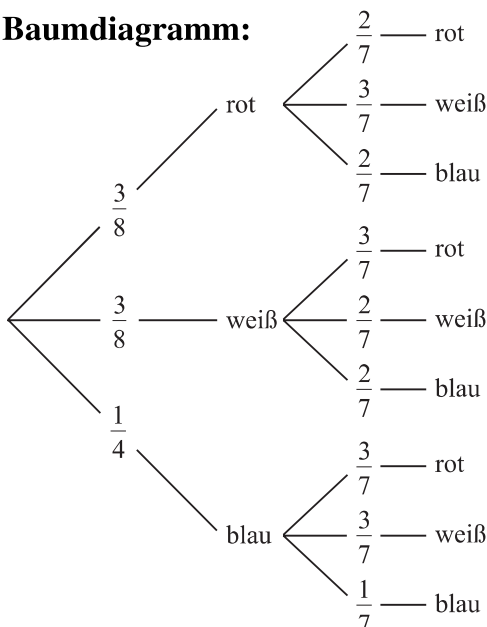 Baumdiagramm:
2/7 rot
rot 3/7 weiß
2/7 blau
3/8
3/7 rot
3/8 weiß 2/7 weiß
2/7 blau
1/4
3/7 rot
blau 3/7 weiß
1/7 blau